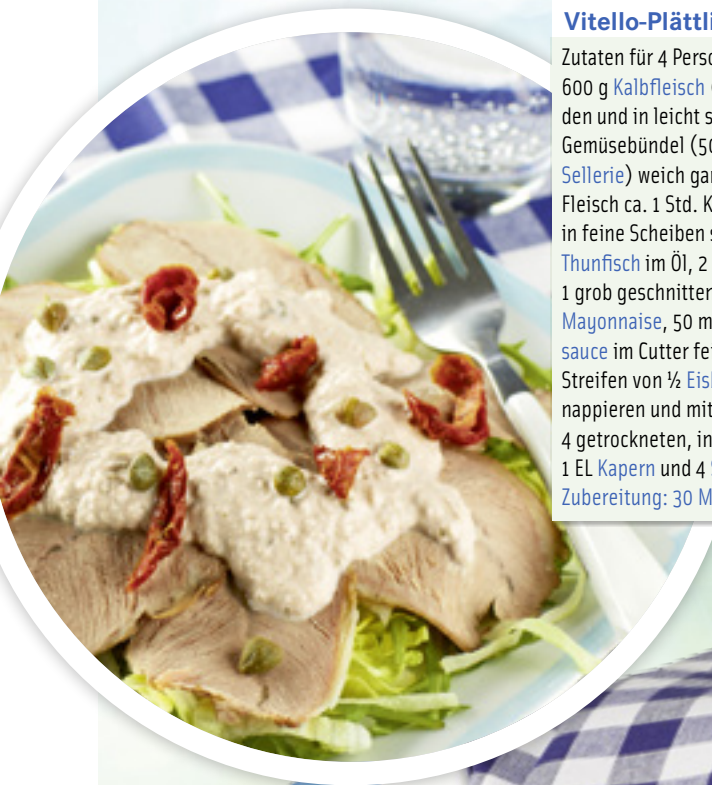 Vitello-Plättli
Zutaten für 4 Perso
600 g Kalbfleisch
den und in leicht s
Gemüsebündel (50
Sellerie) weich gar
Fleisch ca. 1 Std. K
in feine Scheiben s
Thunfisch im Öl, 2
1 grob geschnitten
Mayonnaise, 50 m
sauce im Cutter fei
Streifen von ½ Eis
nappieren und mit
4 getrockneten, in
1 EL Kapern und 4
Zubereitung: 30 M